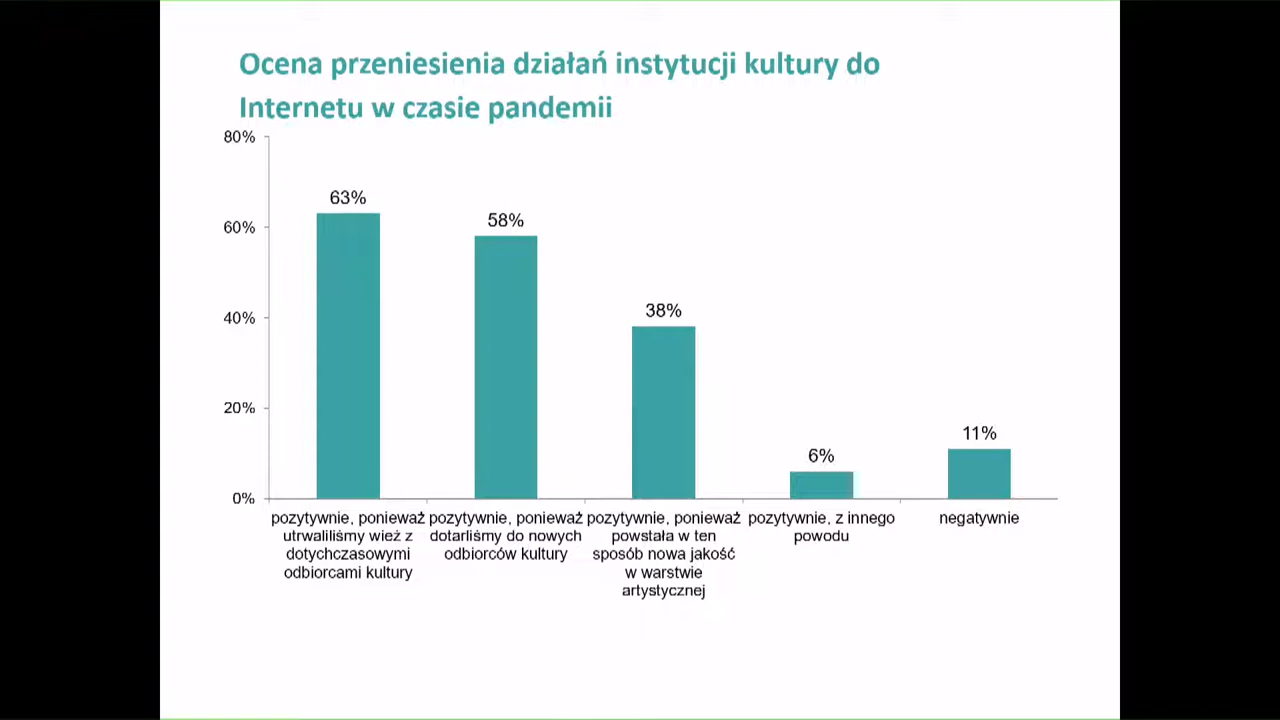 Ocena przeniesienia działań instytucji kultury do
Internetu w czasie pandemii
80%
60%
40%
20%
0%
63%
58%
38%
6%
11%
pozytywnie, ponieważ
utrwaliliśmy wież z
dotychczasowymi
odbiorcami kultury
pozytywnie, ponieważ
dotarliśmy do nowych
odbiorców kultury
pozytywnie, ponieważ
powstała w ten
sposób nowa jakość
w warstwie
artystycznej
pozytywnie, z innego
powodu
negatywnie